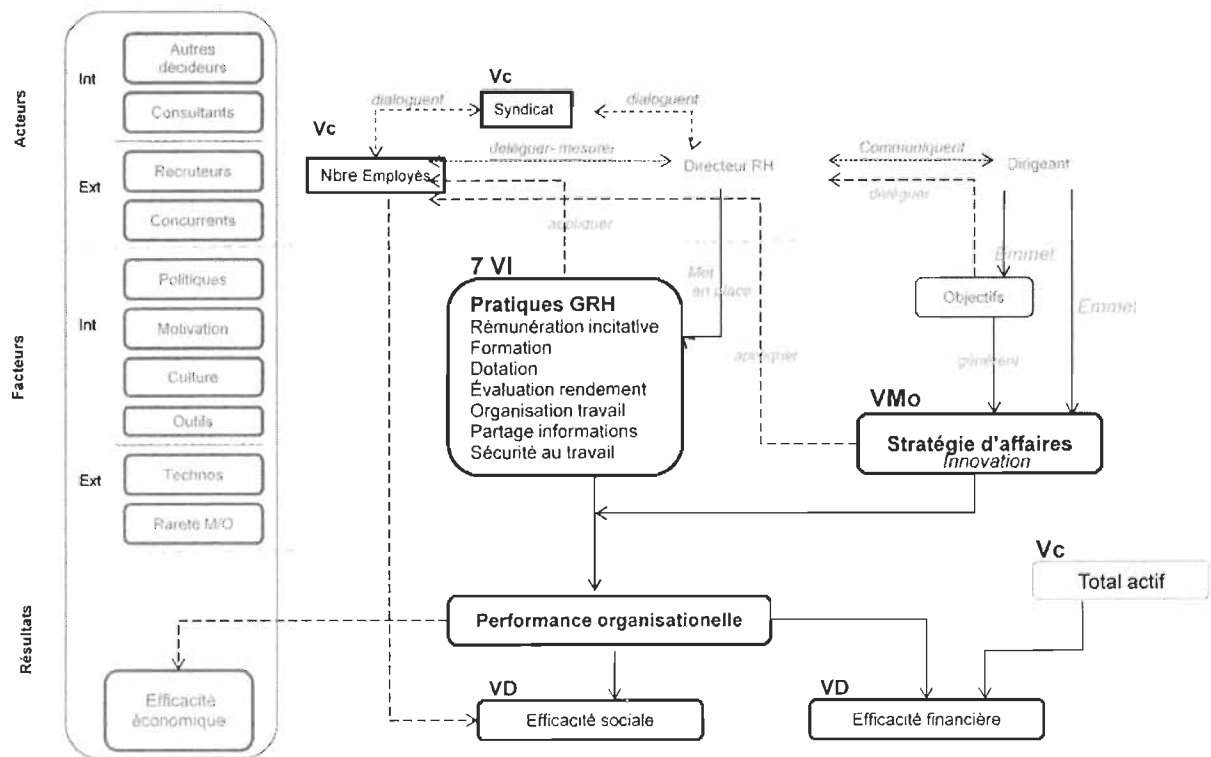 Acteurs
Int
Autres
décideurs
Consultants
Ext
Recruteurs
Concurrents
Facteurs
Int
Politiques
Motivation
Culture
Outils
Ext
Technos
Rareté M/O
Résultats
Efficacité
économique
Vc
dialoguent
Syndicat
dialoguent
Vc
Nbre Employés
deléguer- mesurer
Directeur RH
Communiquent
Dirigeant
déléguer
appliquer
7 VI
Pratiques GRH
Rémunération incitative
Formation
Dotation
Évaluation rendement
Organisation travail
Partage informations
Sécurité au travail
Met
en place
appliquer
Emmet
Objectifs
Emmet
génèrent
VMo
Stratégie d'affaires
Innovation
Vc
Total actif
Performance organisationelle
VD
Efficacité sociale
VD
Efficacité financière